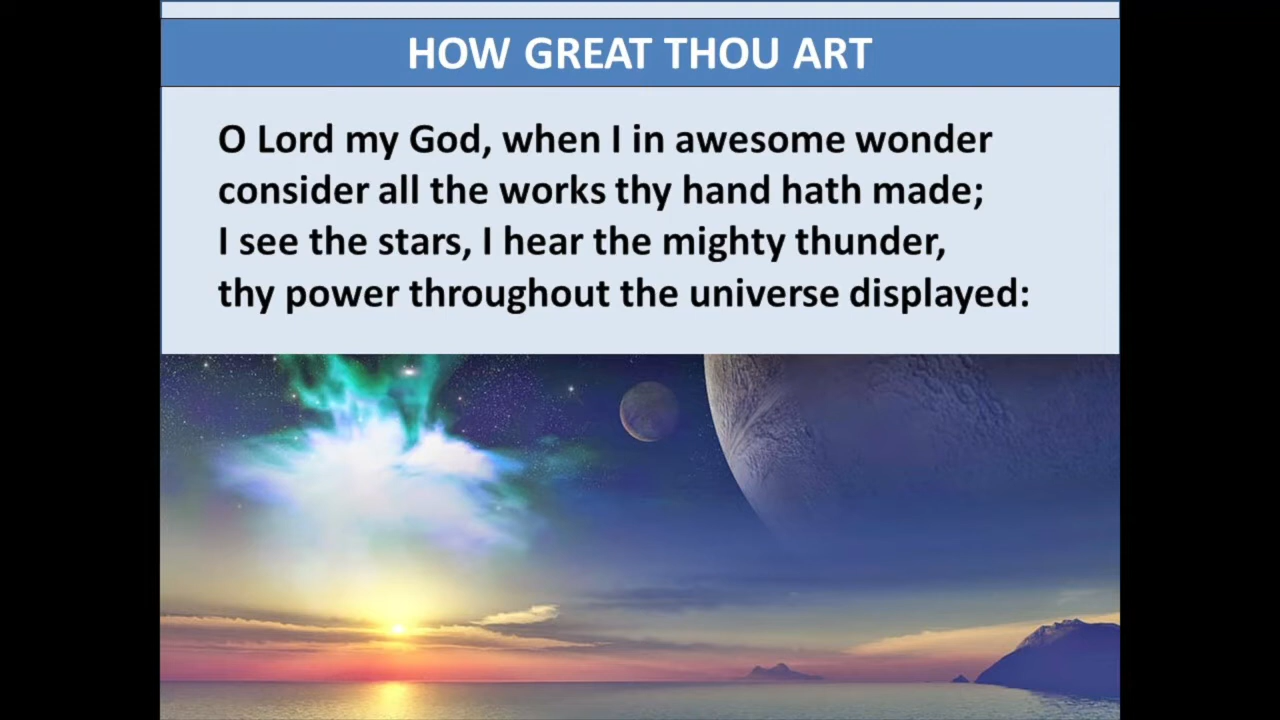 HOW GREAT THOU ART
O Lord my God, when I in awesome wonder
consider all the works thy hand hath made;
I see the stars, I hear the mighty thunder,
thy power throughout the universe displayed: